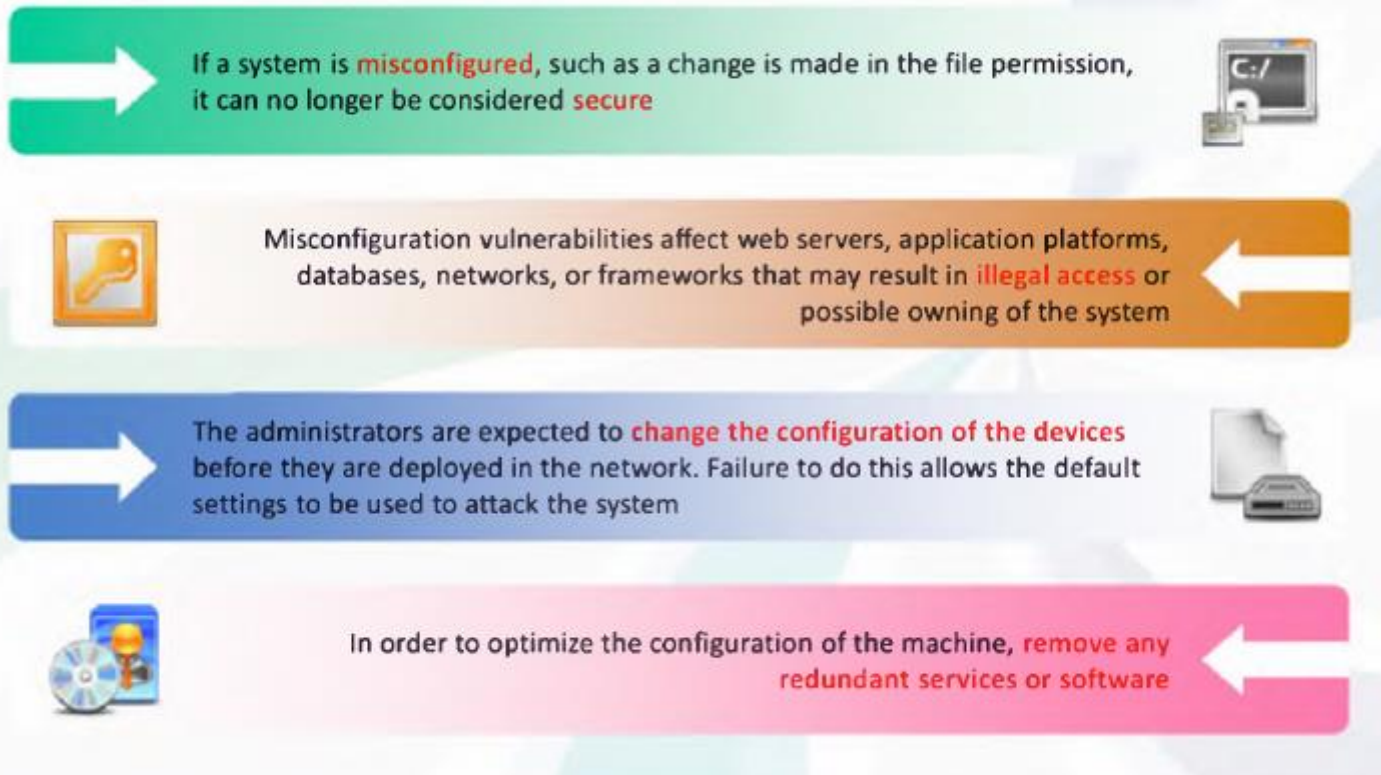 If a system is misconfigured, such as a change is made in the file permission,
it can no longer be considered secure
C:/
Misconfiguration vulnerabilities affect web servers, application platforms,
databases, networks, or frameworks that may result in illegal access or
possible owning of the system
The administrators are expected to change the configuration of the devices
before they are deployed in the network. Failure to do this allows the default
settings to be used to attack the system
In order to optimize the configuration of the machine, remove any
redundant services or software